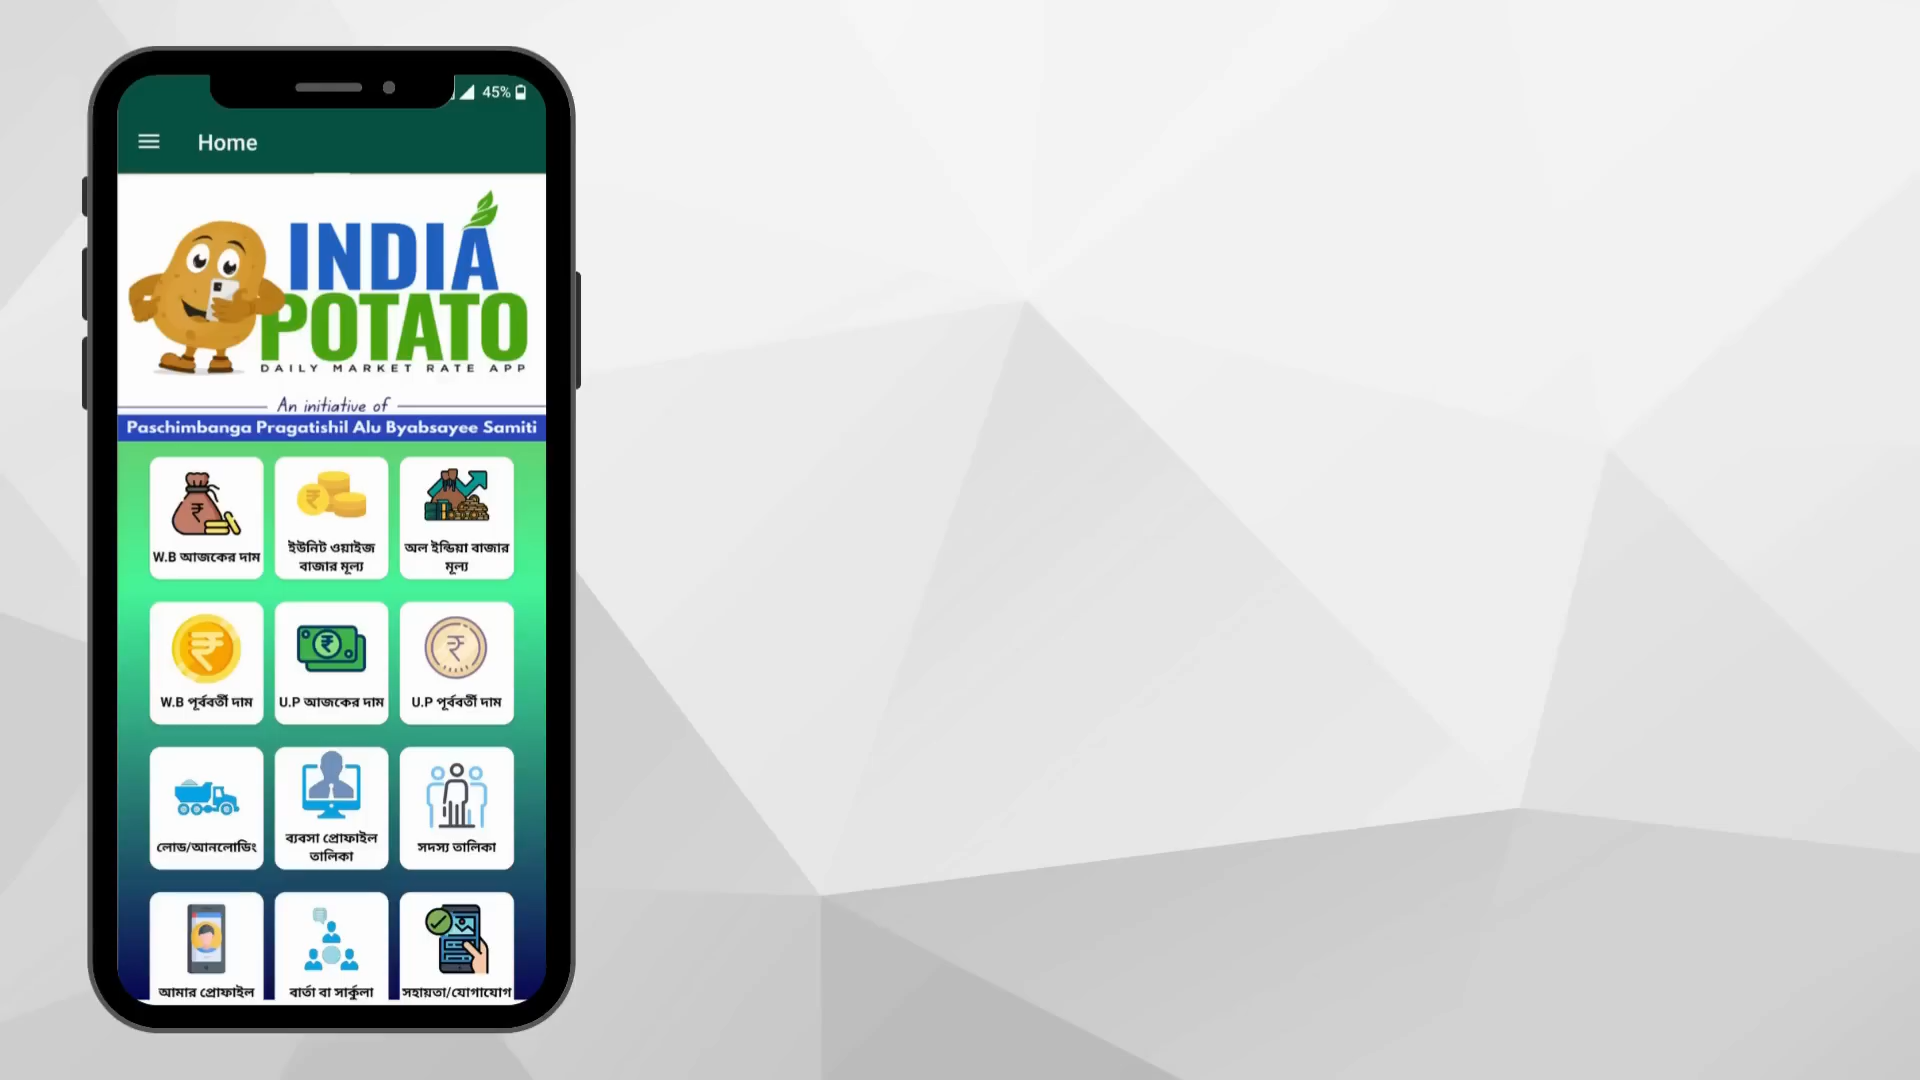 45%
Home
INDIA
POTATO
DAILY MARKET RATE APP
An initiative of
Paschimbanga Pragatishil Alu Byabsayee Samiti
W.B আজকের দাম
ইউনিট ওয়াইজ
বাজার মূল্য
অল ইন্ডিয়া বাজার
মূল্য
W.B পূর্ববর্তী দাম
U.P আজকের দাম
U.P পূর্ববর্তী দাম
লোড/আনলোডিং
ব্যবসা প্রোফাইল
তালিকা
সদস্য তালিকা
আমার প্রোফাইল
বার্তা বা সার্কুলা
সহায়তা/যোগাযোগ